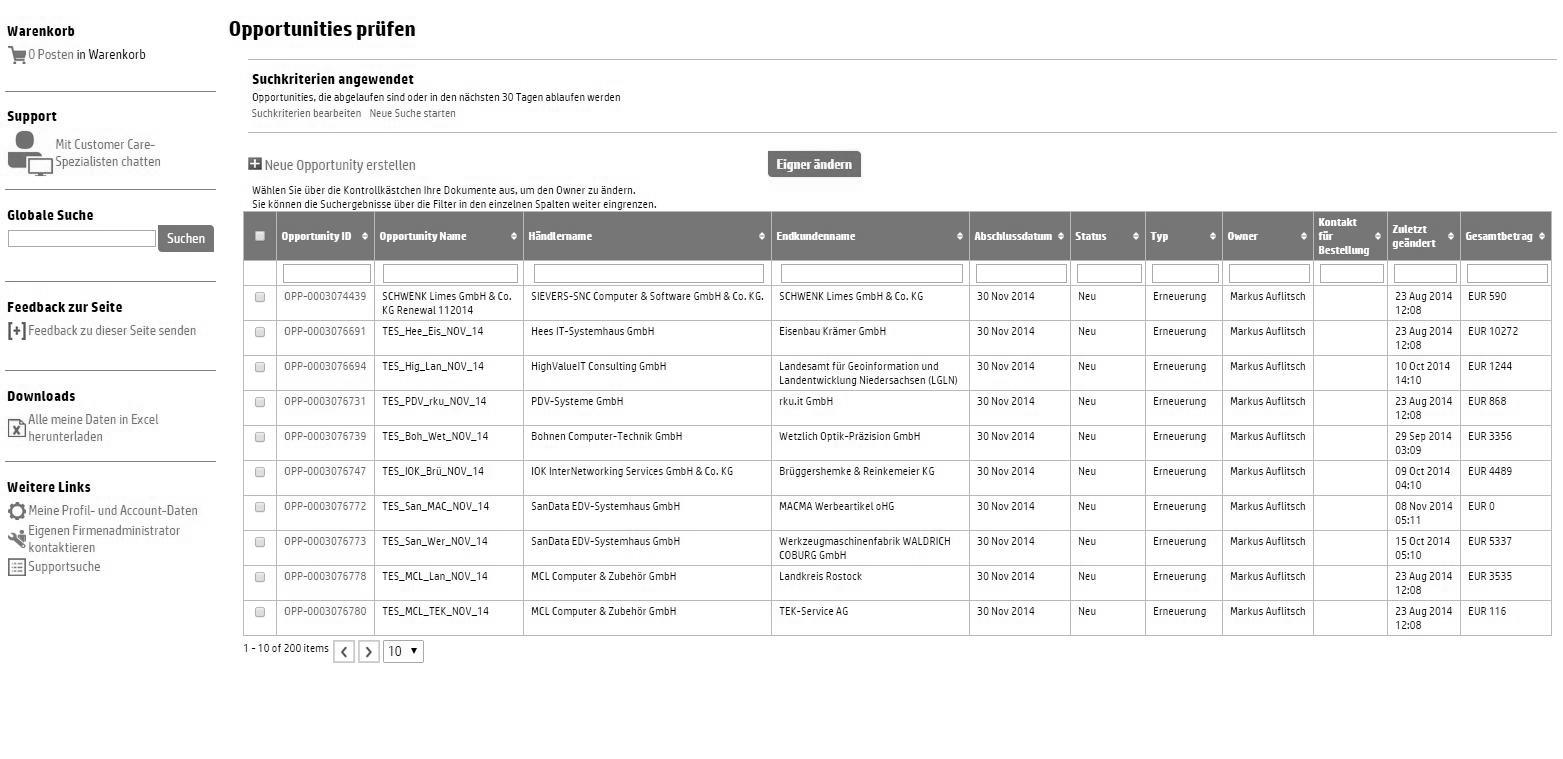 Warenkorb
0 Posten in Warenkorb
Support
Mit Customer Care-
Spezialisten chatten
Globale Suche
Suchen
Feedback zur Seite
[+] Feedback zu dieser Seite senden
Downloads
Alle meine Daten in Excel
herunterladen
Weitere Links
Meine Profil- und Account-Daten
Eigenen Firmenadministrator
kontaktieren
Supportsuche
Opportunities prüfen
Suchkriterien angewendet
Opportunities, die abgelaufen sind oder in den nächsten 30 Tagen ablaufen werden
Suchkriterien bearbeiten Neue Suche starten
Neue Opportunity erstellen Eigner ändern
Wählen Sie über die Kontrollkästchen Ihre Dokumente aus, um den Owner zu ändern.
Sie können die Suchergebnisse über die Filter in den einzelnen Spalten weiter eingrenzen.
Opportunity ID Opportunity Name Händlername Endkundenname Abschlussdatum Status Typ Owner Kontakt für Bestellung Zuletzt geändert Gesamtbetrag
OPP-0003074439 SCHWENK Limes GmbH & Co. SIEVERS-SNC Computer & Software GmbH & Co. KG. SCHWENK Limes GmbH & Co. KG 30 Nov 2014 Neu Erneuerung Markus Auflitsch 23 Aug 2014 EUR 590
KG Renewal 112014 12:08
OPP-0003076691 TES_Hee_Eis_NOV_14 Hees IT-Systemhaus GmbH Eisenbau Krämer GmbH 30 Nov 2014 Neu Erneuerung Markus Auflitsch 23 Aug 2014 EUR 10272
12:08
OPP-0003076694 TES_Hig_Lan_NOV_14 HighValueIT Consulting GmbH Landesamt für Geoinformation und 30 Nov 2014 Neu Erneuerung Markus Auflitsch 10 Oct 2014 EUR 1244
Landentwicklung Niedersachsen (LGLN) 14:10
OPP-0003076731 TES_PDV_rku_NOV_14 PDV-Systeme GmbH rku.it GmbH 30 Nov 2014 Neu Erneuerung Markus Auflitsch 23 Aug 2014 EUR 868
12:08
OPP-0003076739 TES_Boh_Wet_NOV_14 Bohnen Computer-Technik GmbH Wetzlich Optik-Präzision GmbH 30 Nov 2014 Neu Erneuerung Markus Auflitsch 29 Sep 2014 EUR 3356
03:09
OPP-0003076747 TES_IOK_Brü_NOV_14 IOK InterNetworking Services GmbH & Co. KG Brüggershemke & Reinkemeier KG 30 Nov 2014 Neu Erneuerung Markus Auflitsch 09 Oct 2014 EUR 4489
04:10
OPP-0003076772 TES_San_MAC_NOV_14 SanData EDV-Systemhaus GmbH MACMA Werbeartikel oHG 30 Nov 2014 Neu Erneuerung Markus Auflitsch 08 Nov 2014 EUR 0
05:11
OPP-0003076773 TES_San_Wer_NOV_14 SanData EDV-Systemhaus GmbH Werkzeugmaschinenfabrik WALDRICH 30 Nov 2014 Neu Erneuerung Markus Auflitsch 15 Oct 2014 EUR 5337
COBURG GmbH 05:10
OPP-0003076778 TES_MCL_Lan_NOV_14 MCL Computer & Zubehör GmbH Landkreis Rostock 30 Nov 2014 Neu Erneuerung Markus Auflitsch 23 Aug 2014 EUR 3535
12:08
OPP-0003076780 TES_MCL_TEK_NOV_14 MCL Computer & Zubehör GmbH TEK-Service AG 30 Nov 2014 Neu Erneuerung Markus Auflitsch 23 Aug 2014 EUR 116
12:08
1 - 10 of 200 items 10